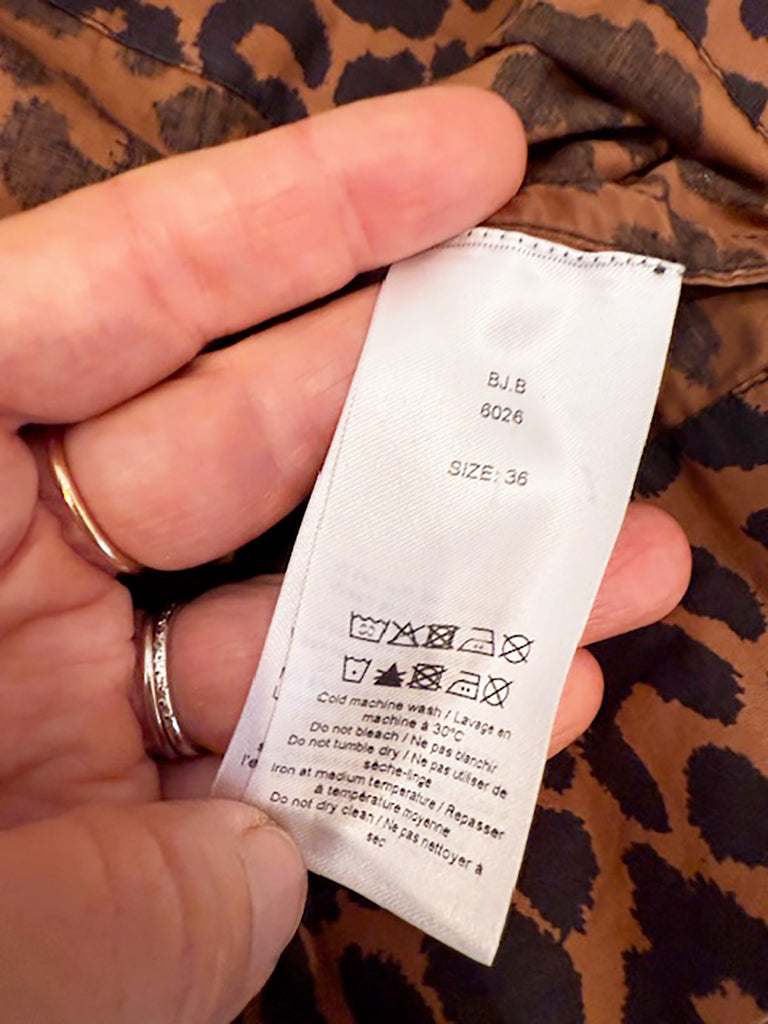 BJ.B
6026
SIZE: 36
Cold machine wash / Lavage en
machine à 30°C
Do not bleach / Ne pas blanchir
Do not tumble dry / Ne pas utiliser de
sèche-linge
Iron at medium temperature / Repasser
à température moyenne
Do not dry clean / Ne pas nettoyer à
sec